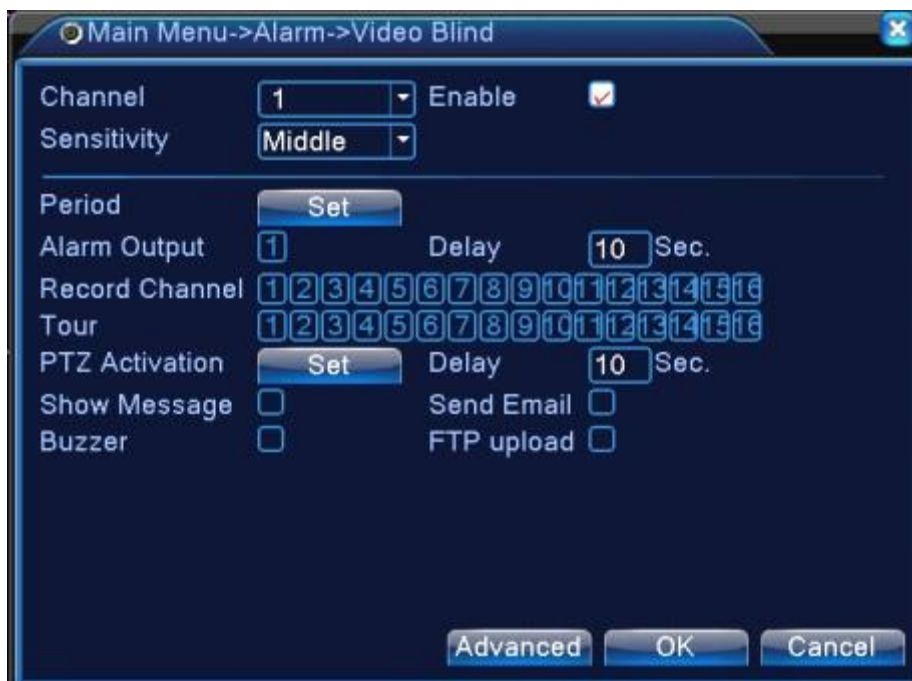 Main Menu->Alarm->Video Blind
Channel 1 Enable
Sensitivity Middle
Period Set
Alarm Output 1 Delay 10 Sec.
Record Channel 1 2 3 4 5 6 7 8 9 10 11 12 13 14 15 16
Tour 1 2 3 4 5 6 7 8 9 10 11 12 13 14 15 16
PTZ Activation Set Delay 10 Sec.
Show Message Send Email
Buzzer FTP upload
Advanced OK Cancel